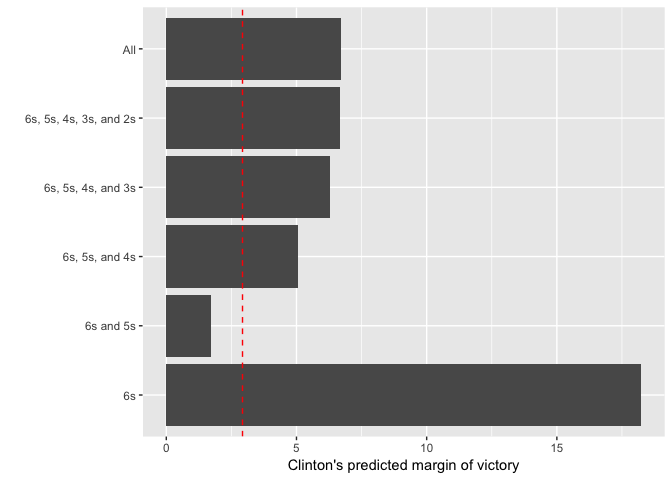 All
6s, 5s, 4s, 3s, and 2s
6s, 5s, 4s, and 3s
6s, 5s, and 4s
6s and 5s
6s
0 5 10 15
Clinton's predicted margin of victory